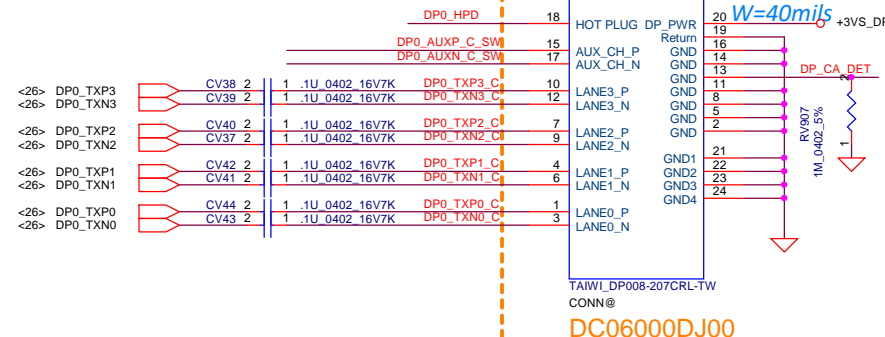 DP0_HPD 18 HOT PLUG DP_PWR 20 W=40mils +3VS_DP
Return 19
DP0_AUXP_C_SW 15 AUX_CH_P GND 16
DP0_AUXN_C_SW 17 AUX_CH_N GND 14
GND 13 DP_CA_DET
<26> DP0_TXP3 CV38 2 1 .1U_0402_16V7K DP0_TXP3_C 10 LANE3_P GND 11
<26> DP0_TXN3 CV39 2 1 .1U_0402_16V7K DP0_TXN3_C 12 LANE3_N GND 8
<26> DP0_TXP2 CV40 2 1 .1U_0402_16V7K DP0_TXP2_C 7 LANE2_P GND 5
<26> DP0_TXN2 CV37 2 1 .1U_0402_16V7K DP0_TXN2_C 9 LANE2_N GND 2
2
RV907
1M_0402_5%
1
<26> DP0_TXP1 CV42 2 1 .1U_0402_16V7K DP0_TXP1_C 4 LANE1_P GND1 21
<26> DP0_TXN1 CV41 2 1 .1U_0402_16V7K DP0_TXN1_C 6 LANE1_N GND2 22
GND3 23
GND4 24
<26> DP0_TXP0 CV44 2 1 .1U_0402_16V7K DP0_TXP0_C 1 LANE0_P
<26> DP0_TXN0 CV43 2 1 .1U_0402_16V7K DP0_TXN0_C 3 LANE0_N
TAIWI_DP008-207CRL-TW
CONN@
DC06000DJ00